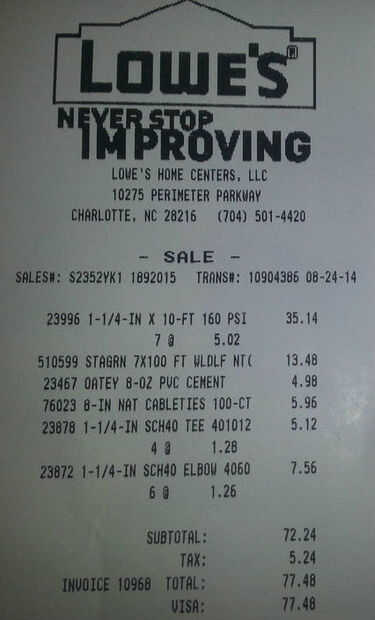 LOWE'S®
NEVER STOP
IMPROVING
LOWE'S HOME CENTERS, LLC
10275 PERIMETER PARKWAY
CHARLOTTE, NC 28216 (704) 501-4420
- SALE -
SALES#: S2352YK1 1892015 TRANS#: 10904386 08-24-14
23996 1-1/4-IN X 10-FT 160 PSI 35.14
7 @ 5.02
510599 STAGRN 7X100 FT WLDLF NT( 13.48
23467 OATEY 8-OZ PVC CEMENT 4.98
76023 8-IN NAT CABLETIES 100-CT 5.96
23878 1-1/4-IN SCH40 TEE 401012 5.12
4 @ 1.28
23872 1-1/4-IN SCH40 ELBOW 4060 7.56
6 @ 1.26
SUBTOTAL: 72.24
TAX: 5.24
INVOICE 10968 TOTAL: 77.48
VISA: 77.48